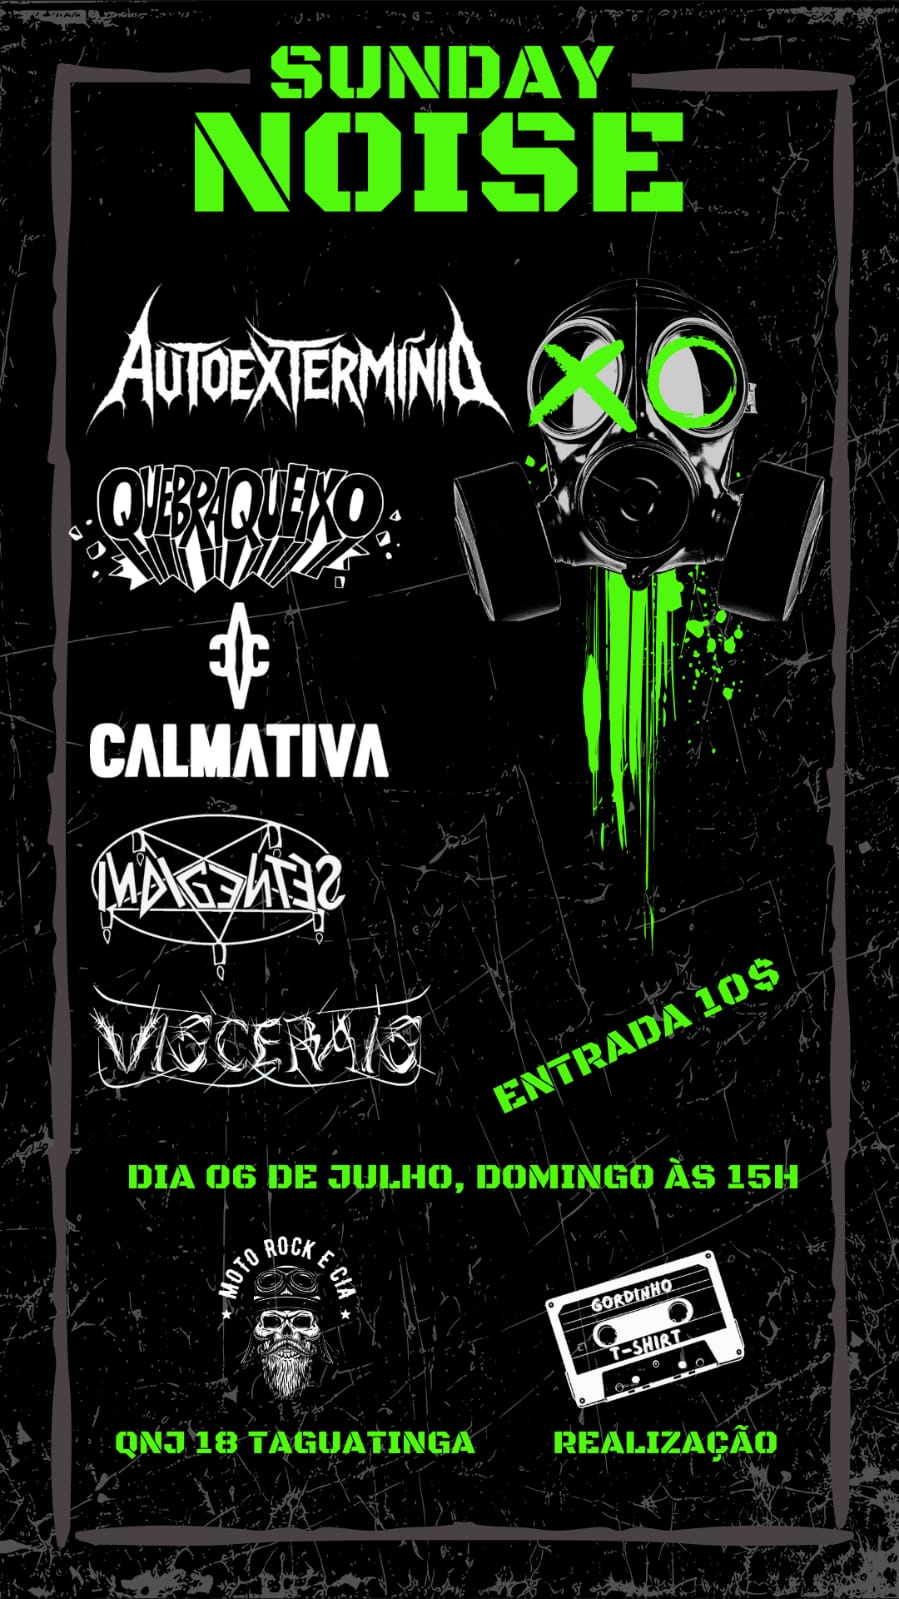 SUNDAY
NOISE
AUTOEXTERMÍNIO
QUEBRAQUEIXO
CALMATIVA
INDIGENTES
VISCERAIS
ENTRADA 10$
DIA 06 DE JULHO, DOMINGO ÀS 15H
MOTO ROCK E CIA
GORDINHO
T-SHIRT
QNJ 18 TAGUATINGA
REALIZAÇÃO